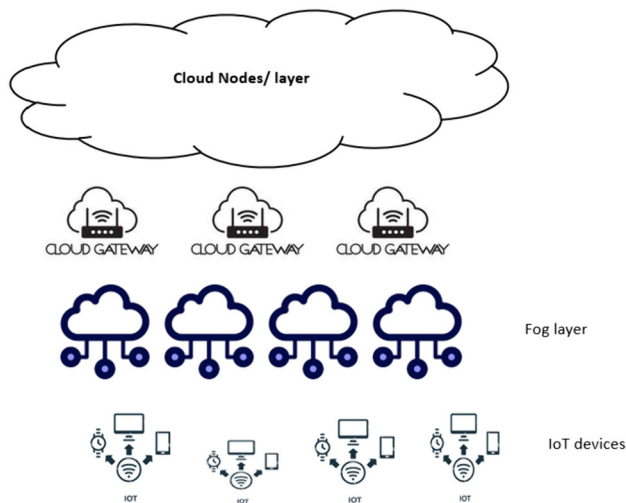 Cloud Nodes/ layer
CLOUD GATEWAY
CLOUD GATEWAY
CLOUD GATEWAY
Fog layer
IoT devices
IOT
IOT
IOT
IOT